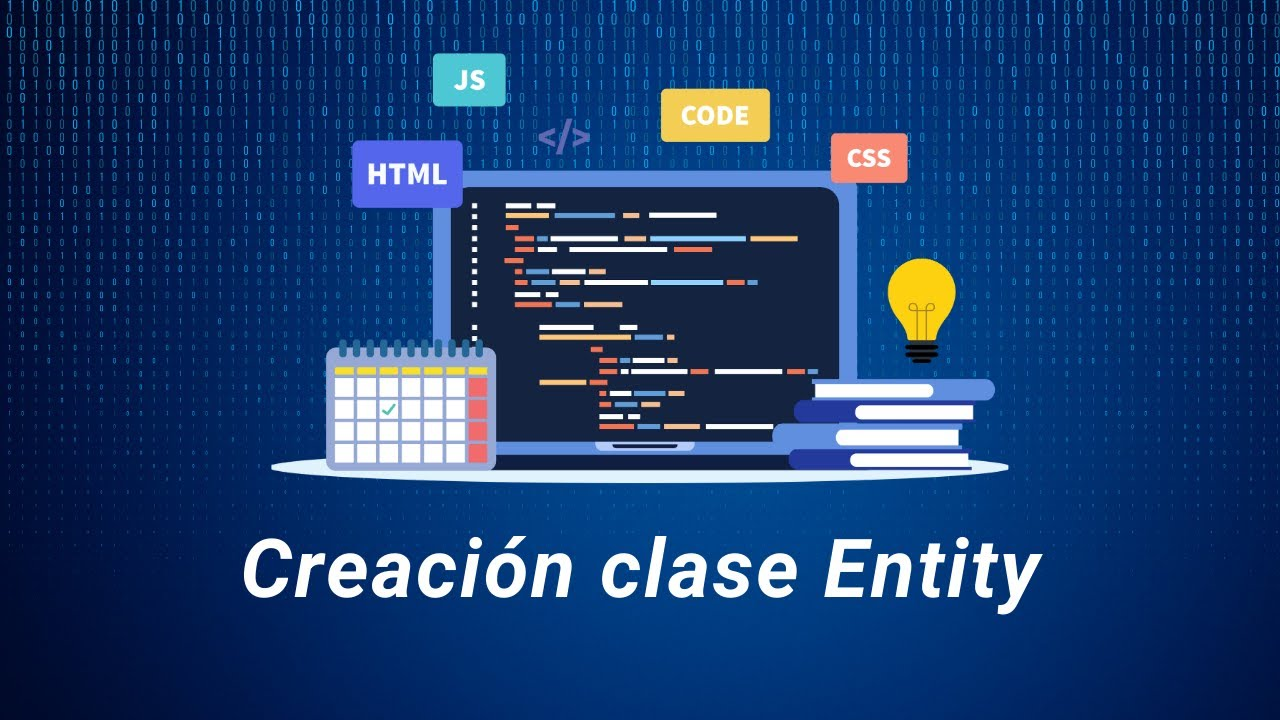 JS
CODE
</>
CSS
HTML
Creación clase Entity